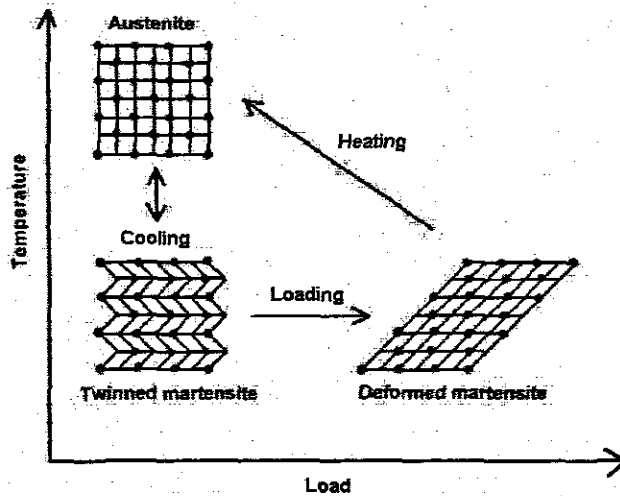 Austenite
Heating
Temperature
Cooling
Loading
Twinned martensite
Deformed martensite
Load